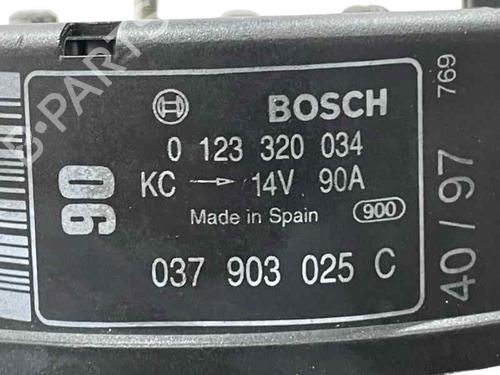 BOSCH
0 123 320 034
KC → 14V 90A
Made in Spain 900
037 903 025 C
90
40 / 97
769
B-PARTS